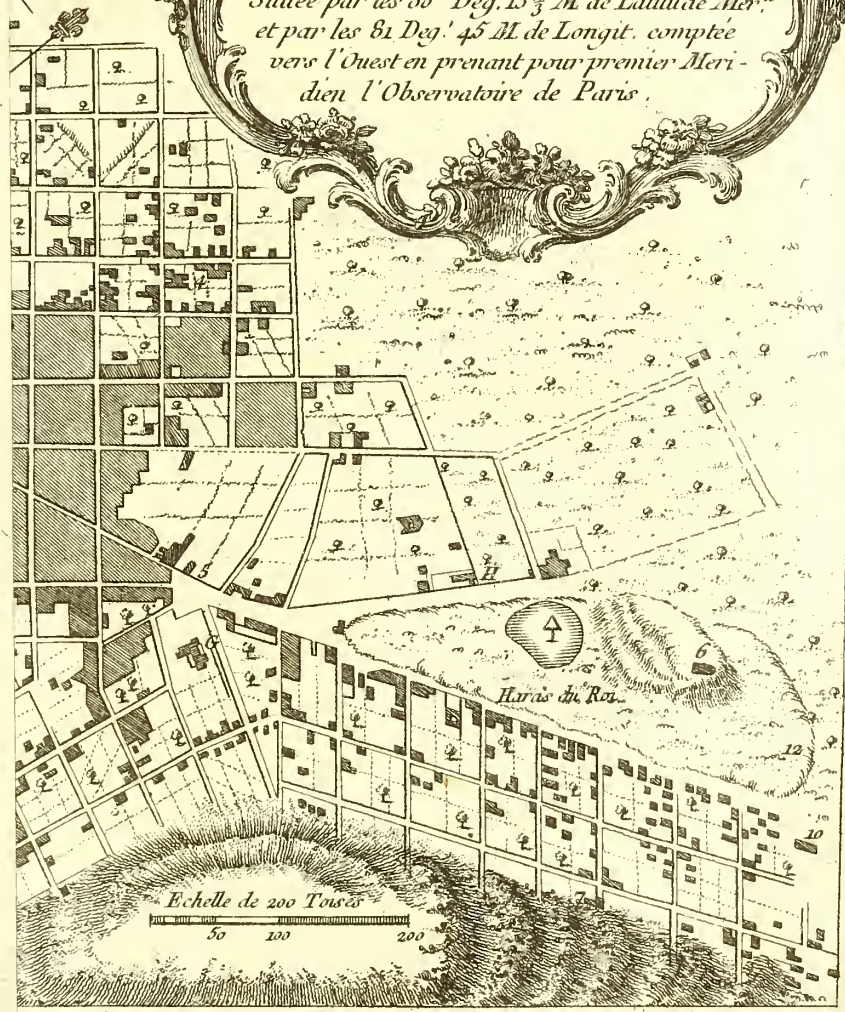 Située par les 30 Deg. 15 ⅔ M de Latitude Mer.
et par les 81 Deg. 45 M de Longit. comptée
vers l'Ouest en prenant pour premier Meri-
dien l'Observatoire de Paris.
5
H
G
6
Haras du Roi
12
10
7
Echelle de 200 Toises
50 100 200